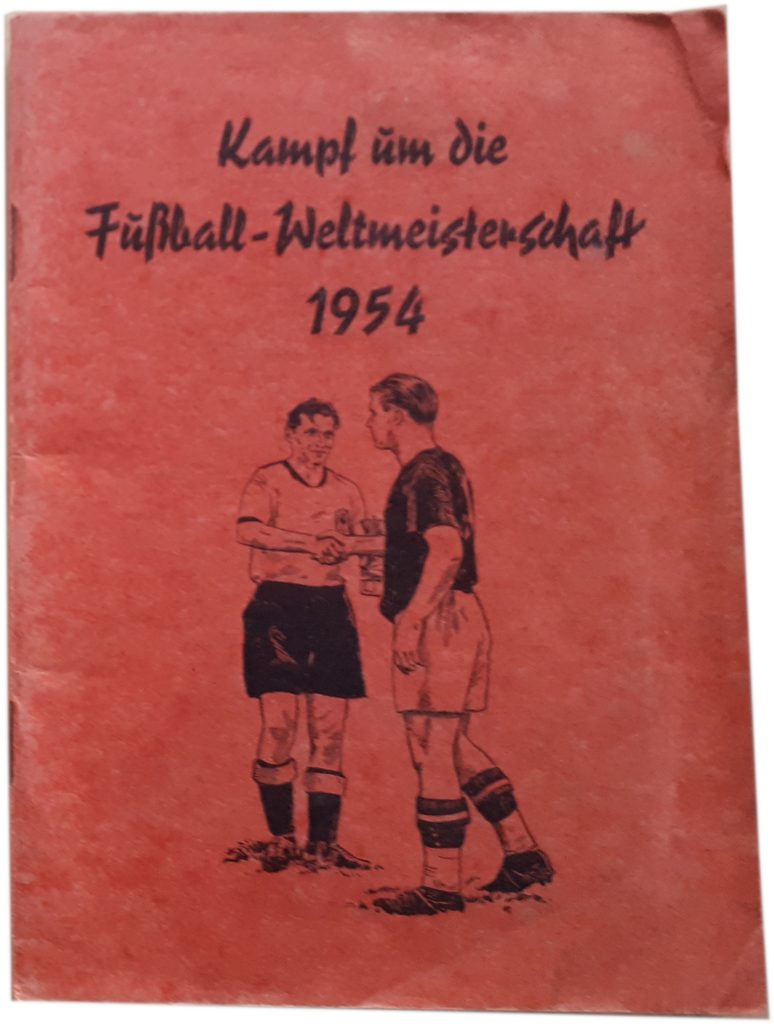 Kampf um die
Fußball-Weltmeisterschaft
1954